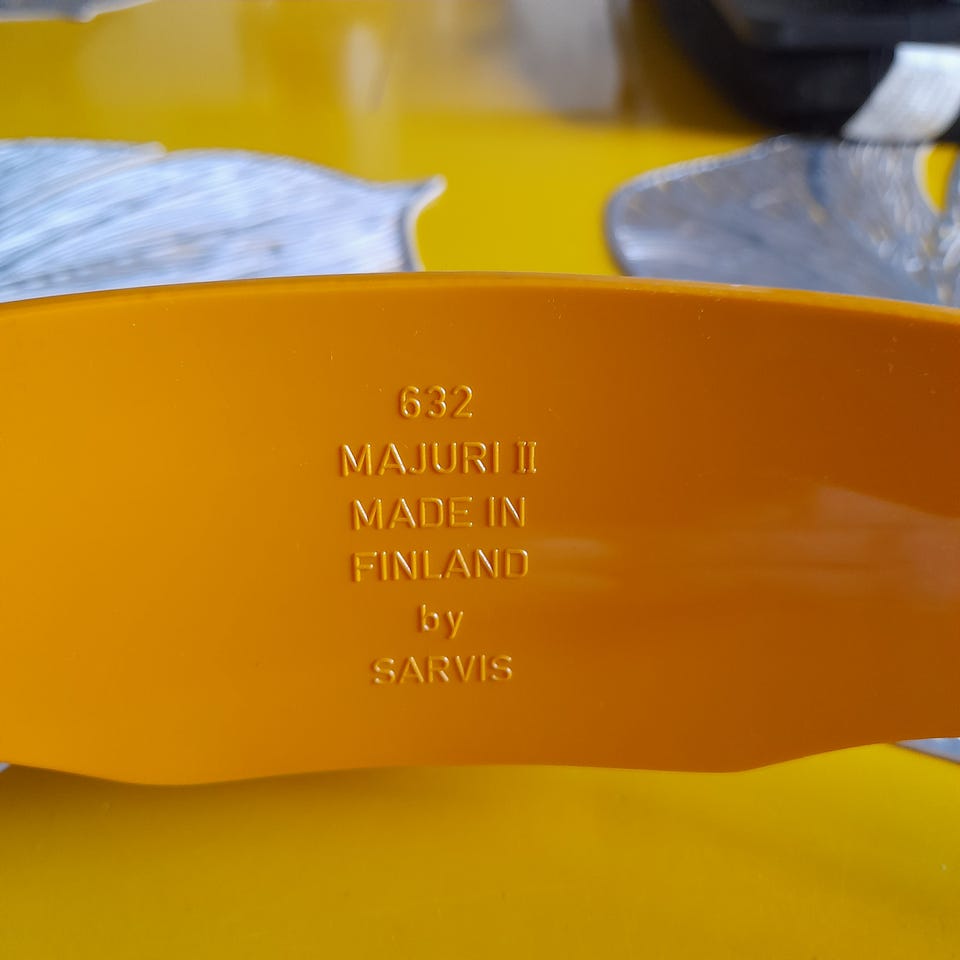 632
MAJURI II
MADE IN
FINLAND
by
SARVIS